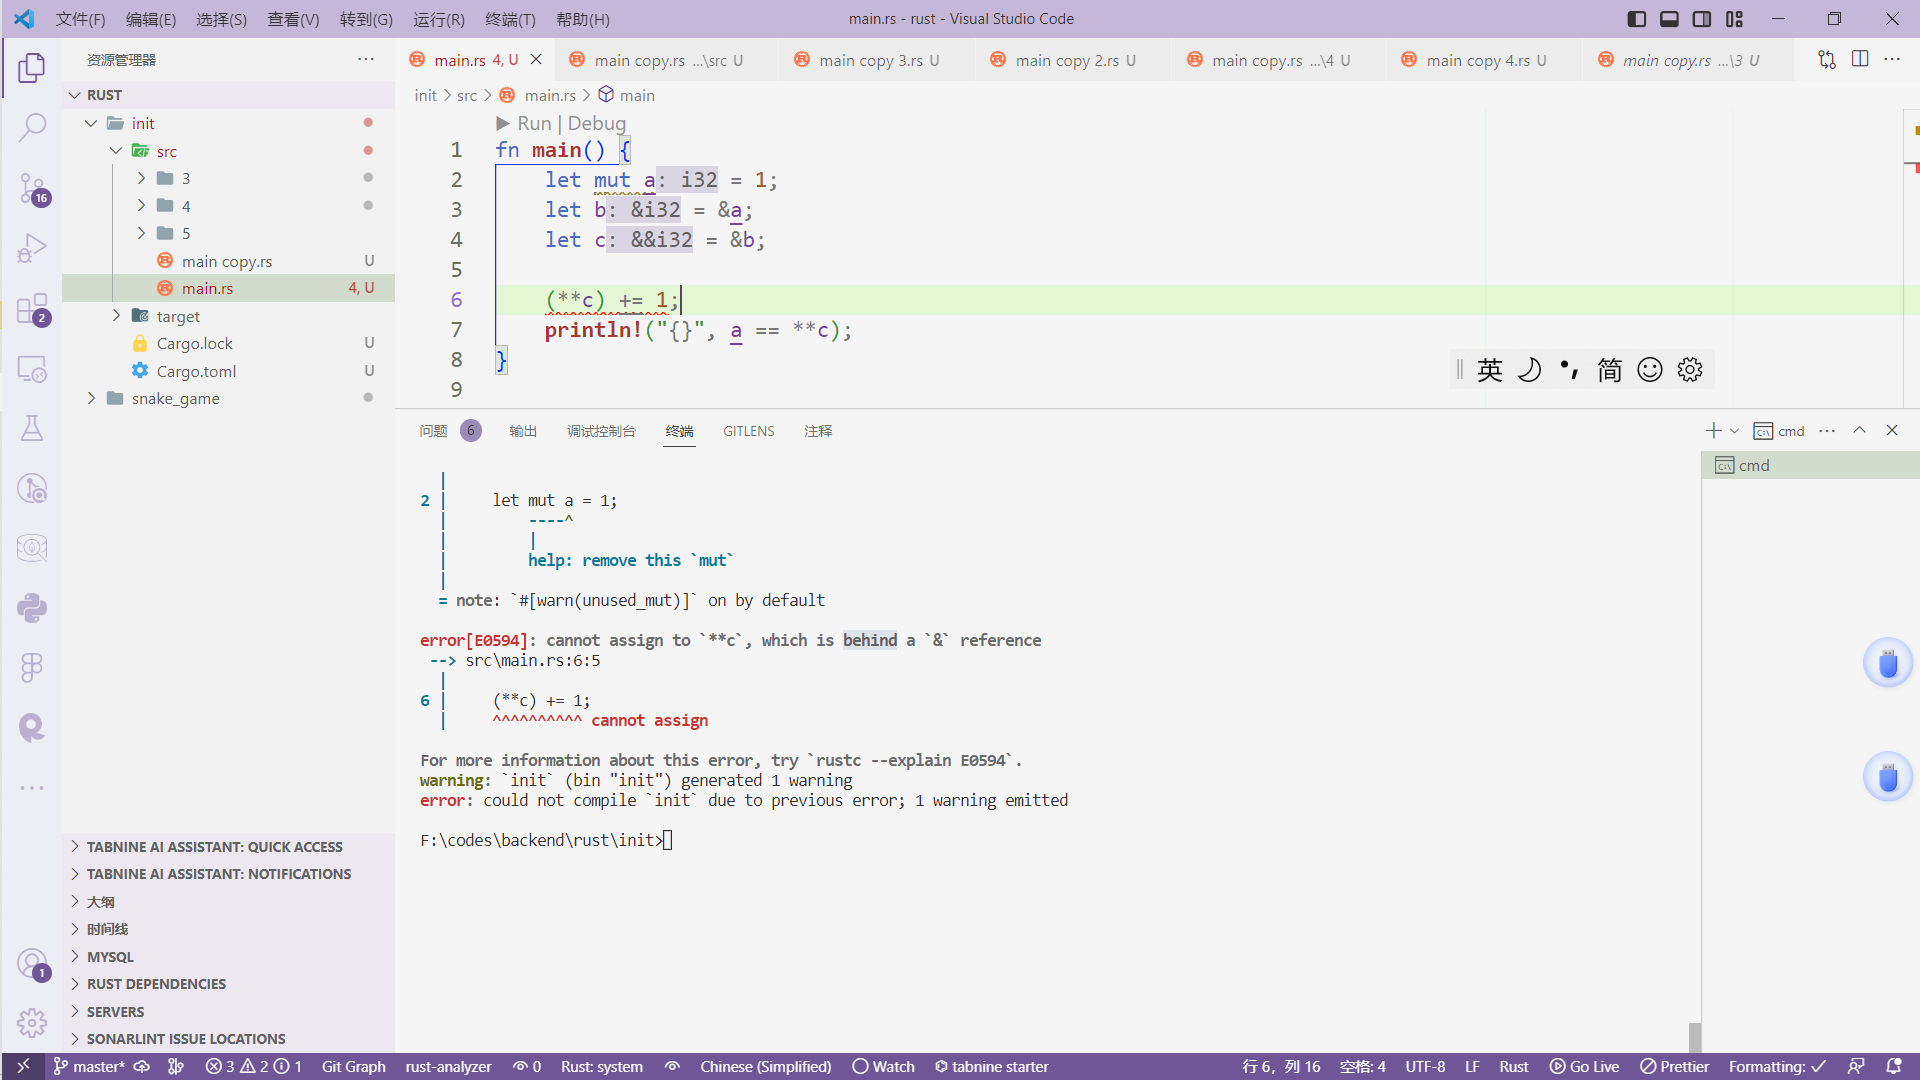 文件(F) 编辑(E) 选择(S) 查看(V) 转到(G) 运行(R) 终端(T) 帮助(H) main.rs - rust - Visual Studio Code
资源管理器
main.rs 4, U main copy.rs ...\src U main copy 3.rs U main copy 2.rs U main copy.rs ...\4 U main copy 4.rs U main copy.rs ...\3 U
RUST
init
src
3
4
5
main copy.rs U
main.rs 4, U
target
Cargo.lock U
Cargo.toml U
snake_game
16
2
1
TABNINE AI ASSISTANT: QUICK ACCESS
TABNINE AI ASSISTANT: NOTIFICATIONS
大纲
时间线
MYSQL
RUST DEPENDENCIES
SERVERS
SONARLINT ISSUE LOCATIONS
init > src > main.rs > main
Run | Debug
1 fn main() {
2 let mut a: i32 = 1;
3 let b: &i32 = &a;
4 let c: &&i32 = &b;
5
6 (**c) += 1;
7 println!("{}", a == **c);
8 }
9
英 简
问题 6 输出 调试控制台 终端 GITLENS 注释 cmd
cmd
|
2 | let mut a = 1;
| ----^
| |
| help: remove this `mut`
|
= note: `#[warn(unused_mut)]` on by default
error[E0594]: cannot assign to `**c`, which is behind a `&` reference
--> src\main.rs:6:5
|
6 | (**c) += 1;
| ^^^^^^^^^^ cannot assign
For more information about this error, try `rustc --explain E0594`.
warning: `init` (bin "init") generated 1 warning
error: could not compile `init` due to previous error; 1 warning emitted
F:\codes\backend\rust\init>
master* 3 2 1 Git Graph rust-analyzer 0 Rust: system Chinese (Simplified) Watch tabnine starter 行 6，列 16 空格: 4 UTF-8 LF Rust Go Live Prettier Formatting: